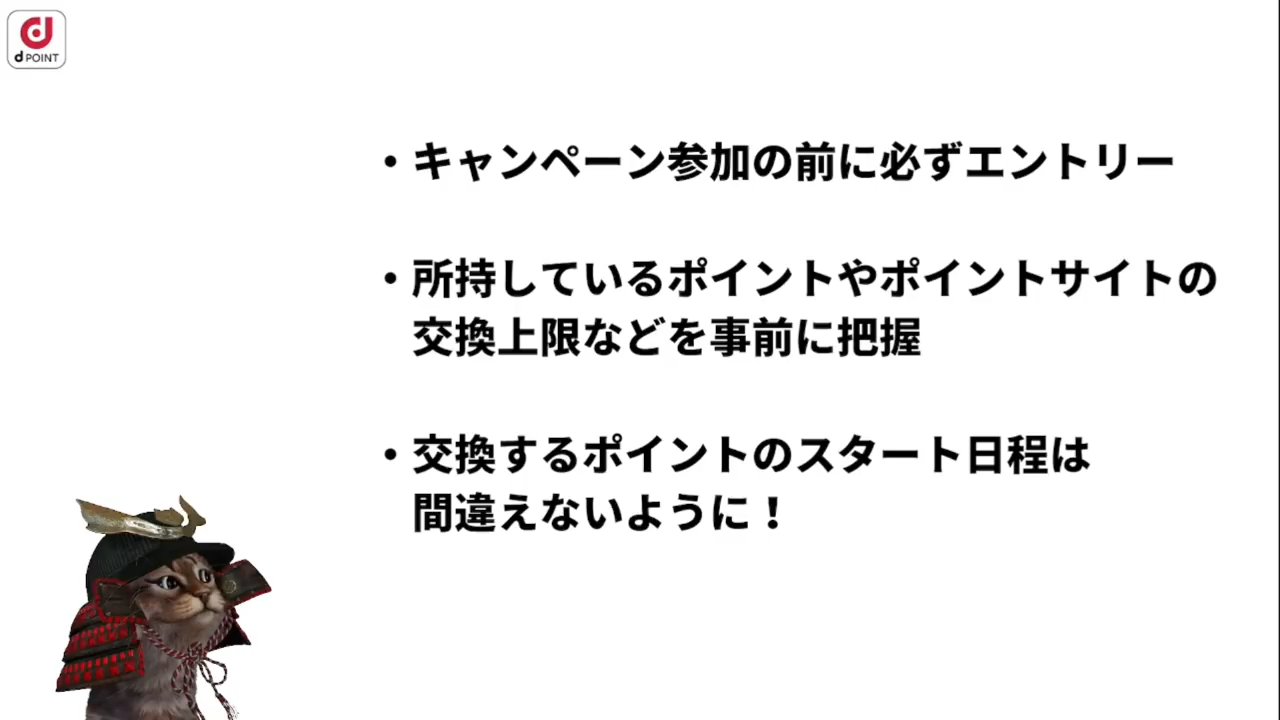 d POINT
・キャンペーン参加の前に必ずエントリー
・所持しているポイントやポイントサイトの
交換上限などを事前に把握
・交換するポイントのスタート日程は
間違えないように！